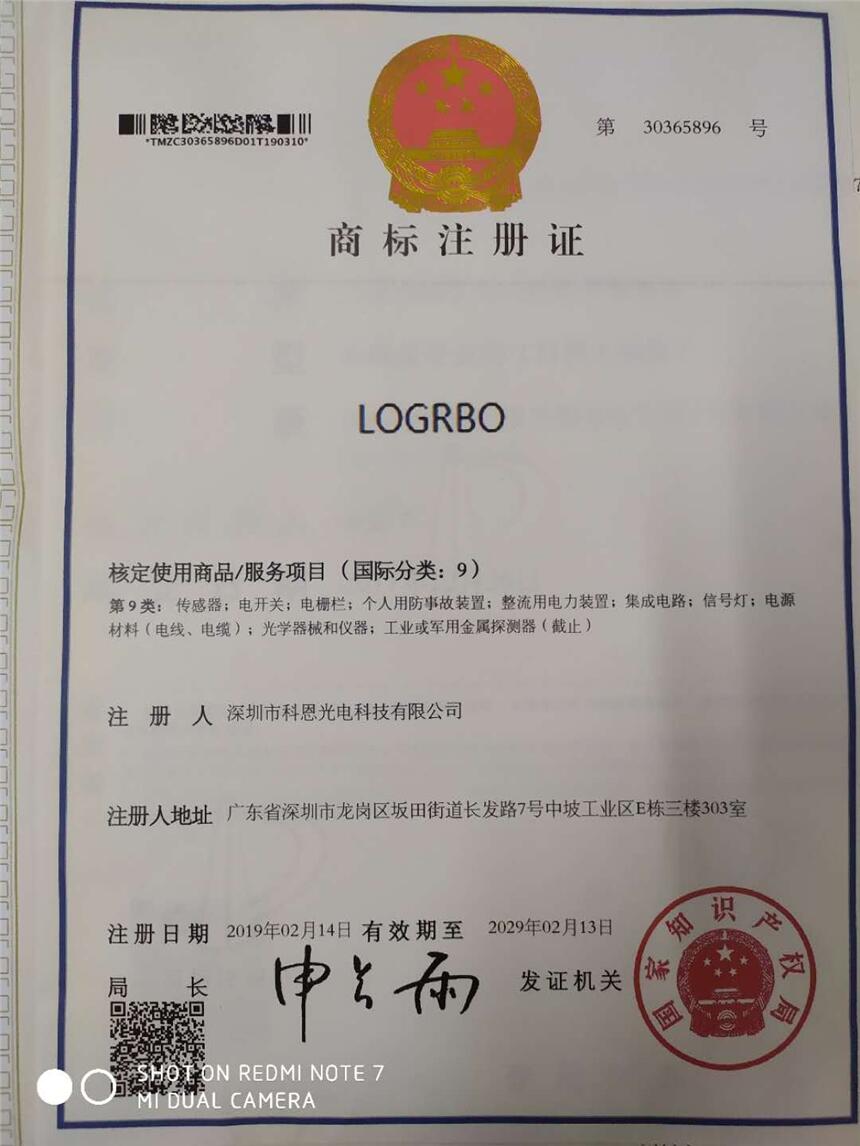 *TMZC30365896D01T190310*
第 30365896 号
商标注册证
LOGRBO
核定使用商品/服务项目（国际分类：9）
第9类：传感器；电开关；电栅栏；个人用防事故装置；整流用电力装置；集成电路；信号灯；电源
材料（电线、电缆）；光学器械和仪器；工业或军用金属探测器（截止）
注册人 深圳市科恩光电科技有限公司
注册人地址 广东省深圳市龙岗区坂田街道长发路7号中坡工业区E栋三楼303室
注册日期 2019年02月14日 有效期至 2029年02月13日
局长 申长雨 发证机关
国家知识产权局
SHOT ON REDMI NOTE 7
MI DUAL CAMERA